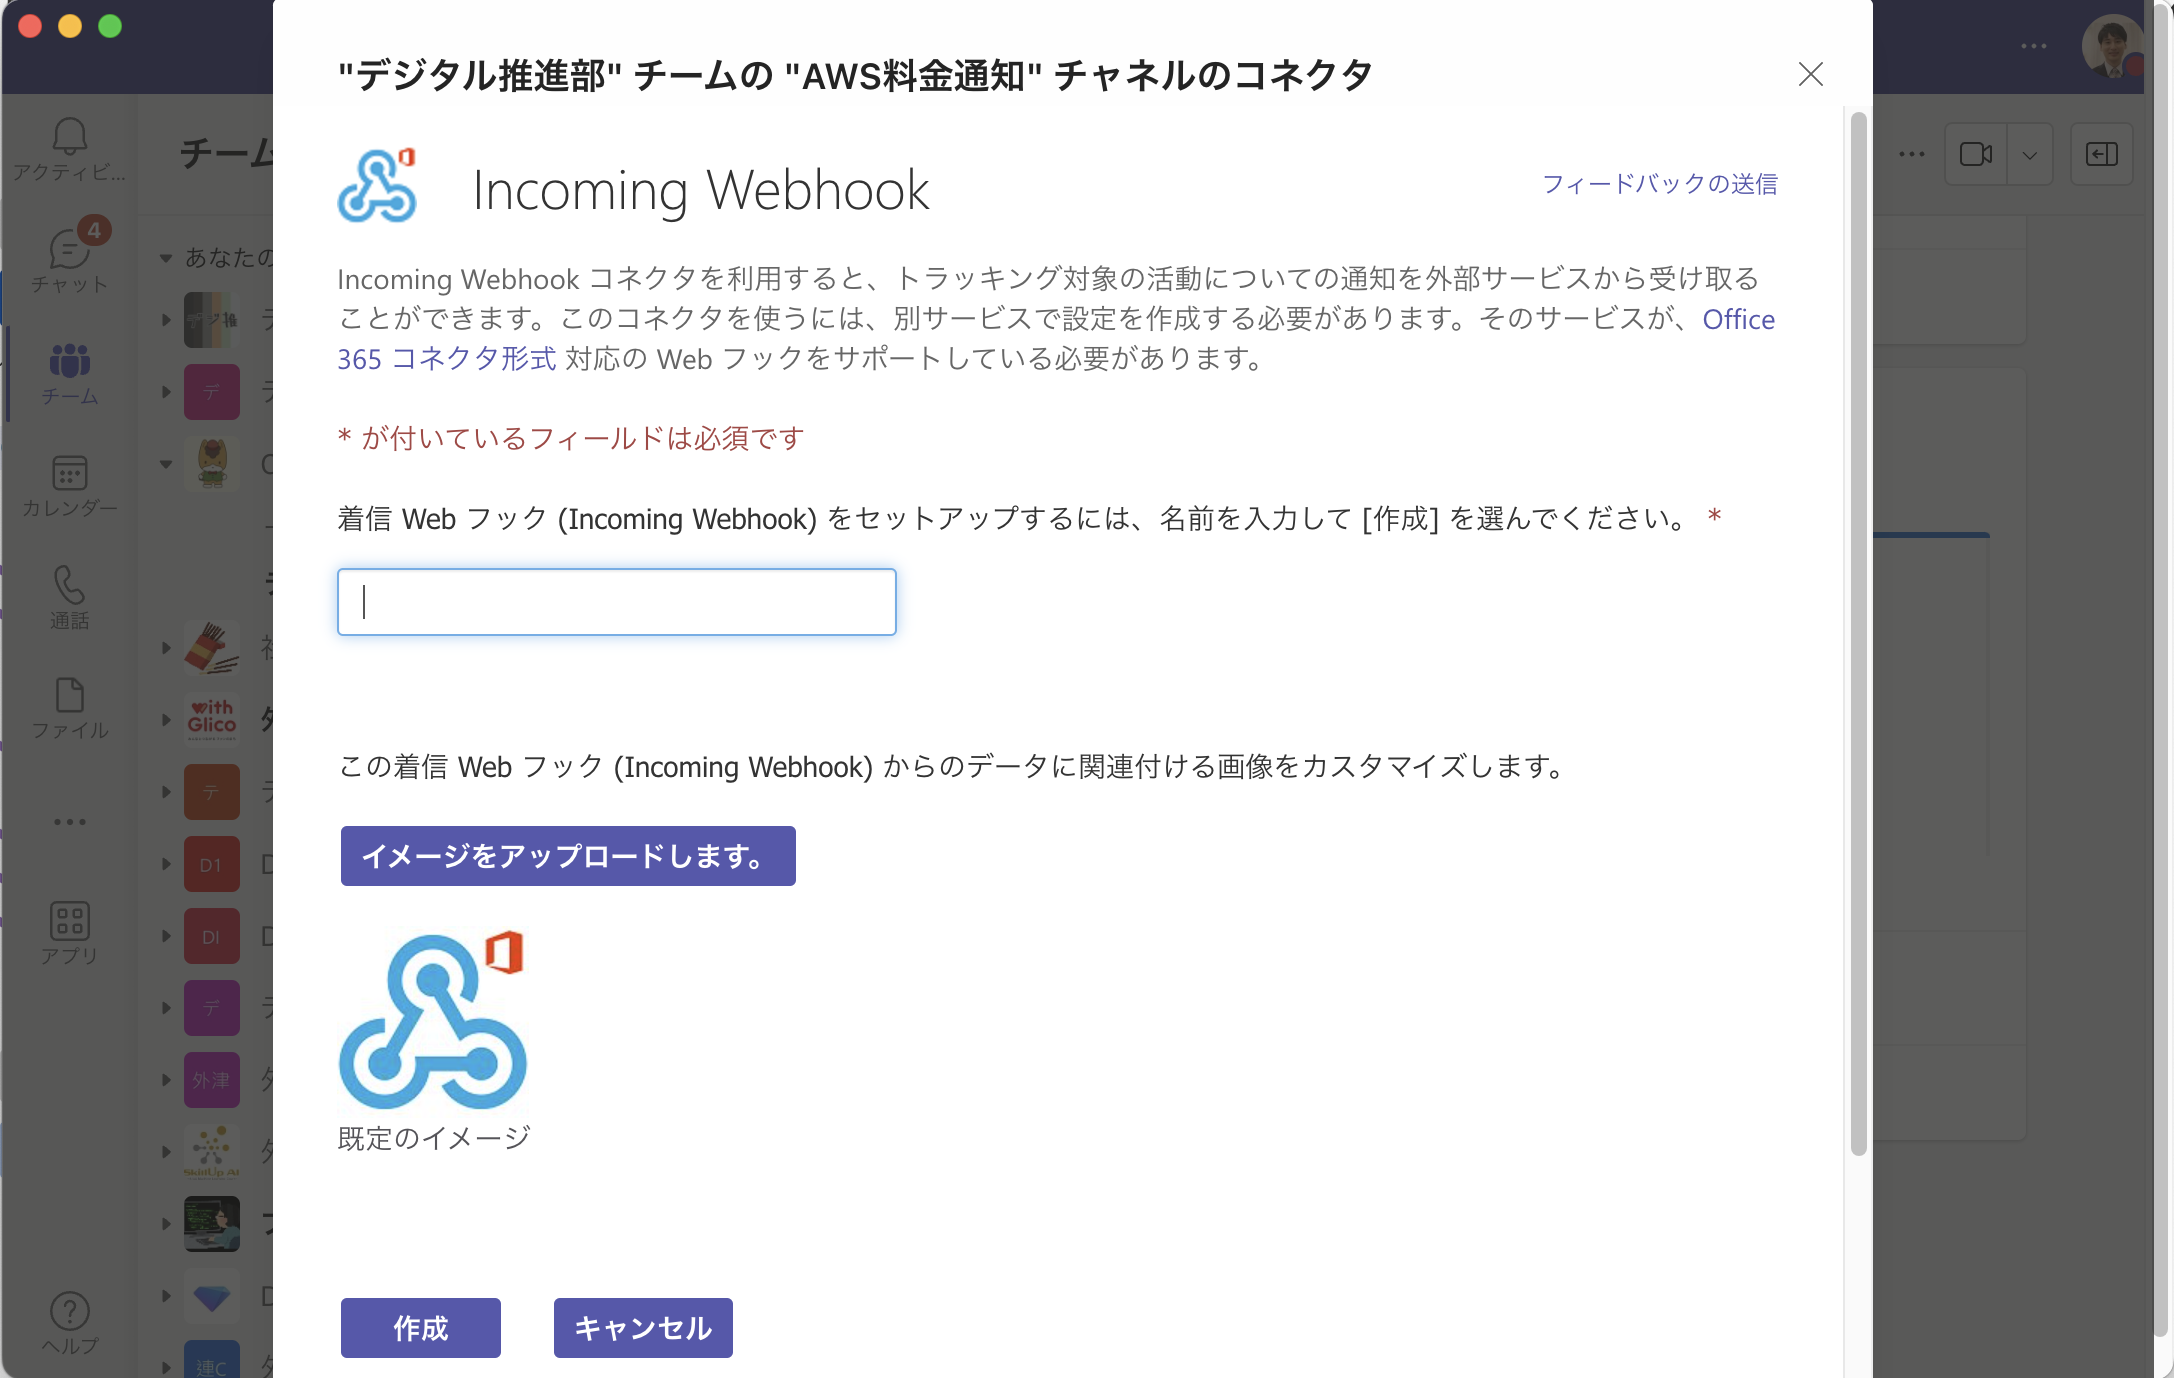 "デジタル推進部" チームの "AWS料金通知" チャネルのコネクタ
Incoming Webhook
フィードバックの送信
Incoming Webhook コネクタを利用すると、トラッキング対象の活動についての通知を外部サービスから受け取る
ことができます。このコネクタを使うには、別サービスで設定を作成する必要があります。そのサービスが、Office
365 コネクタ形式 対応の Web フックをサポートしている必要があります。
* が付いているフィールドは必須です
着信 Web フック (Incoming Webhook) をセットアップするには、名前を入力して [作成] を選んでください。 *
この着信 Web フック (Incoming Webhook) からのデータに関連付ける画像をカスタマイズします。
イメージをアップロードします。
既定のイメージ
作成
キャンセル
アクティビ...
4
チャット
チーム
カレンダー
通話
ファイル
アプリ
ヘルプ
チーム
あなたの
デ
with
Glico
テ
D1
DI
デ
外津
SkillUp AI
連C